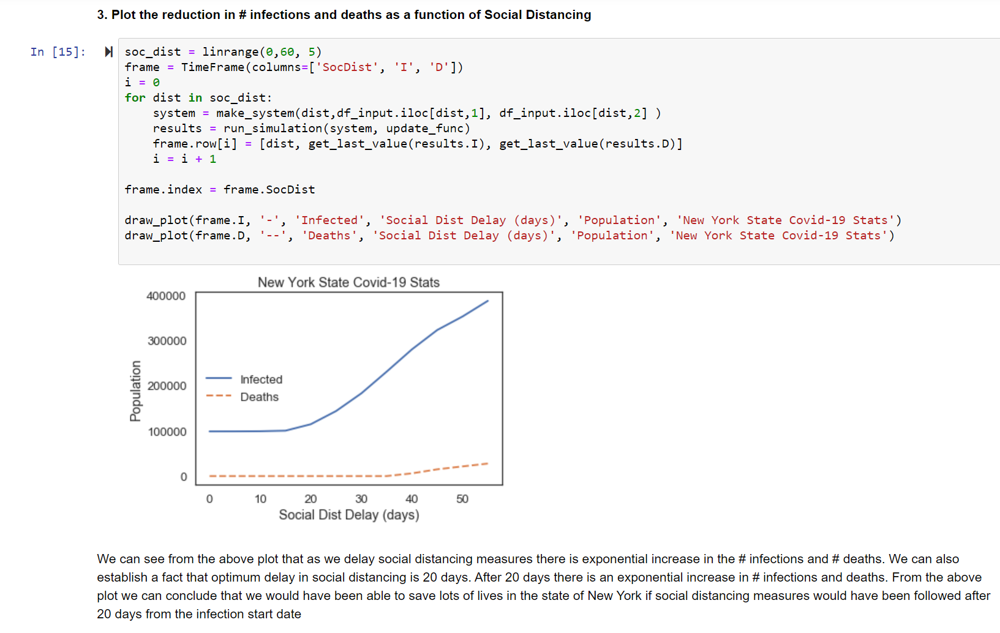 3. Plot the reduction in # infections and deaths as a function of Social Distancing
In [15]:
soc_dist = linrange(0,60, 5)
frame = TimeFrame(columns=['SocDist', 'I', 'D'])
i = 0
for dist in soc_dist:
    system = make_system(dist,df_input.iloc[dist,1], df_input.iloc[dist,2] )
    results = run_simulation(system, update_func)
    frame.row[i] = [dist, get_last_value(results.I), get_last_value(results.D)]
    i = i + 1
frame.index = frame.SocDist
draw_plot(frame.I, '-', 'Infected', 'Social Dist Delay (days)', 'Population', 'New York State Covid-19 Stats')
draw_plot(frame.D, '--', 'Deaths', 'Social Dist Delay (days)', 'Population', 'New York State Covid-19 Stats')
New York State Covid-19 Stats
400000
300000
200000
100000
0
Population
Infected
Deaths
0 10 20 30 40 50
Social Dist Delay (days)
We can see from the above plot that as we delay social distancing measures there is exponential increase in the # infections and # deaths. We can also
establish a fact that optimum delay in social distancing is 20 days. After 20 days there is an exponential increase in # infections and deaths. From the above
plot we can conclude that we would have been able to save lots of lives in the state of New York if social distancing measures would have been followed after
20 days from the infection start date